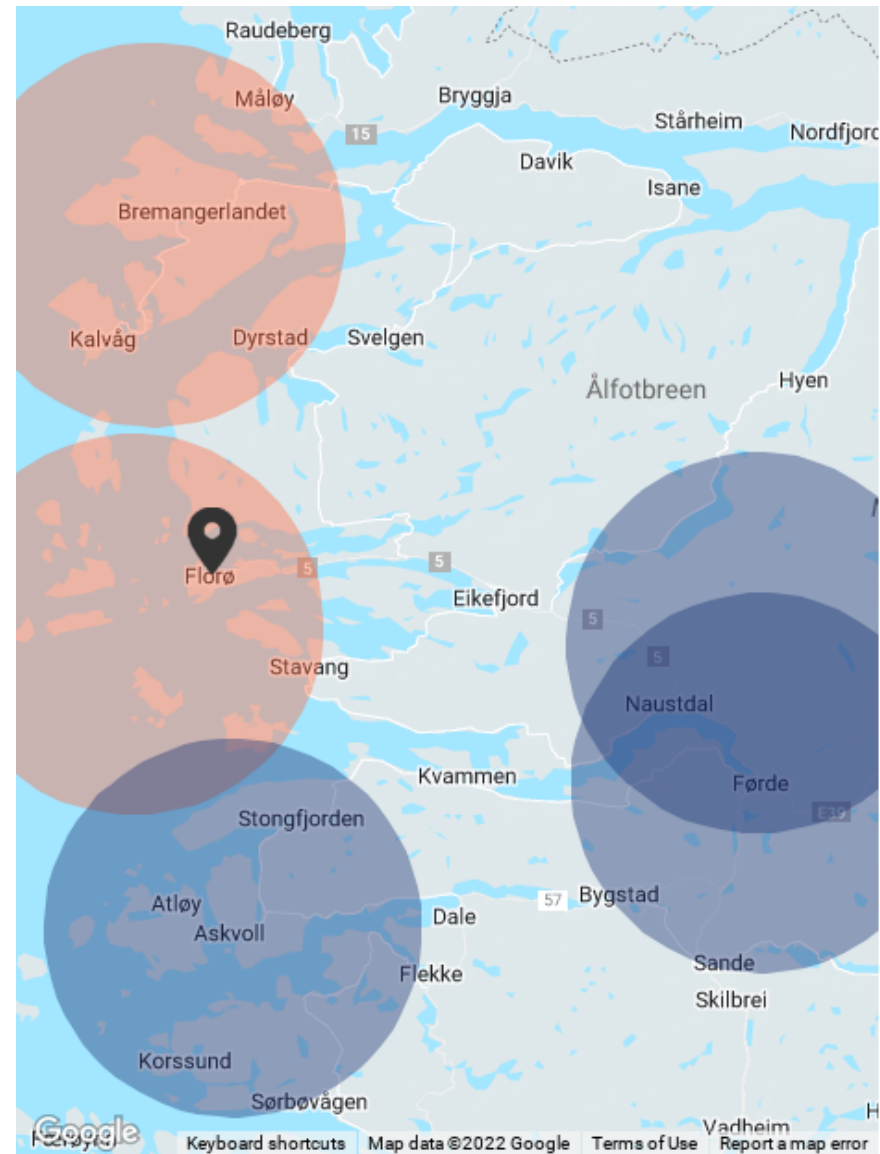 Raudeberg
Måløy
Bryggja
15
Stårheim
Nordfjord
Davik
Isane
Bremangerlandet
Kalvåg
Dyrstad
Svelgen
Ålfotbreen
Hyen
Florø
5
5
Eikefjord
5
5
Stavang
Naustdal
Kvammen
Førde
E39
Stongfjorden
57
Bygstad
Atløy
Askvoll
Dale
Flekke
Sande
Skilbrei
Korssund
Sørbøvågen
Vadheim
Google
Keyboard shortcuts
Map data ©2022 Google
Terms of Use
Report a map error